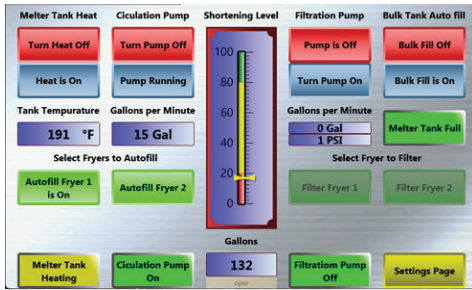 Melter Tank Heat
Ciculation Pump
Shortening Level
Filtration Pump
Bulk Tank Auto fill
Turn Heat Off
Turn Pump Off
Pump is Off
Bulk Fill Off
Heat is On
Pump Running
Turn Pump On
Bulk Fill is On
100
80
60
40
20
0
Tank Tempurature
Gallons per Minute
Gallons per Minute
191 °F
15 Gal
0 Gal
1 PSI
Melter Tank Full
Select Fryers to Autofill
Select Fryer to Filter
Autofill Fryer 1
is On
Autofill Fryer 2
Filter Fryer 1
Filter Fryer 2
Gallons
Melter Tank
Heating
Ciculation Pump
On
132
oper
Filtratiom Pump
Off
Settings Page